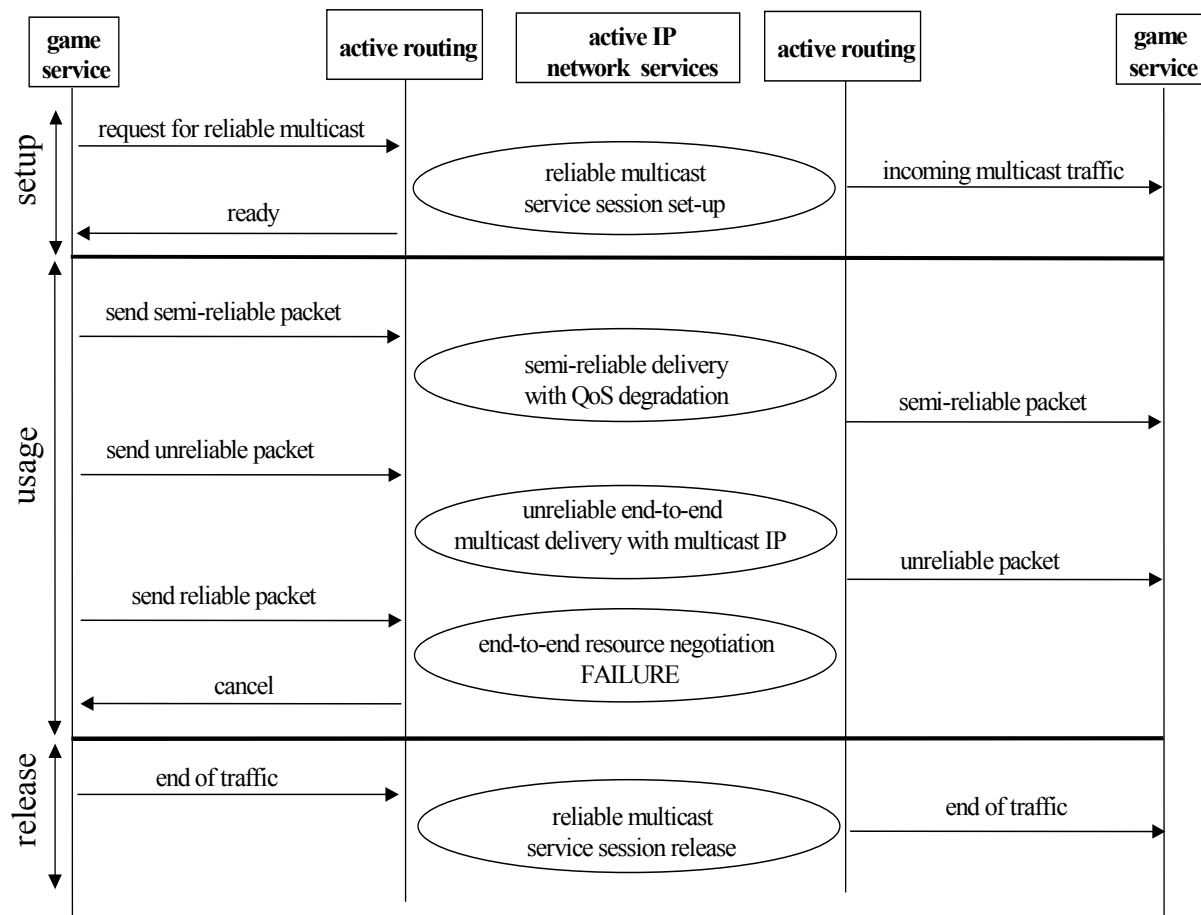 game
service
active routing
active IP
network services
active routing
game
service
setup
request for reliable multicast
reliable multicast
service session set-up
incoming multicast traffic
ready
usage
send semi-reliable packet
semi-reliable delivery
with QoS degradation
semi-reliable packet
send unreliable packet
unreliable end-to-end
multicast delivery with multicast IP
unreliable packet
send reliable packet
end-to-end resource negotiation
FAILURE
cancel
release
end of traffic
reliable multicast
service session release
end of traffic